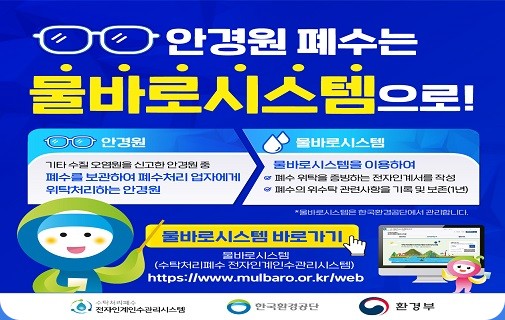 안경원 폐수는
물바로시스템으로!
안경원
기타 수질 오염원을 신고한 안경원 중
폐수를 보관하여 폐수처리 업자에게
위탁처리하는 안경원
물바로시스템
물바로시스템을 이용하여
폐수 위탁을 증빙하는 전자인계서를 작성
폐수의 위수탁 관련사항을 기록 및 보존(1년)
*물바로시스템은 한국환경공단에서 관리합니다.
물바로시스템 바로가기
물바로시스템
(수탁처리폐수 전자인계인수관리시스템)
https://www.mulbaro.or.kr/web
수탁처리폐수
전자인계인수관리시스템
한국환경공단
환경부